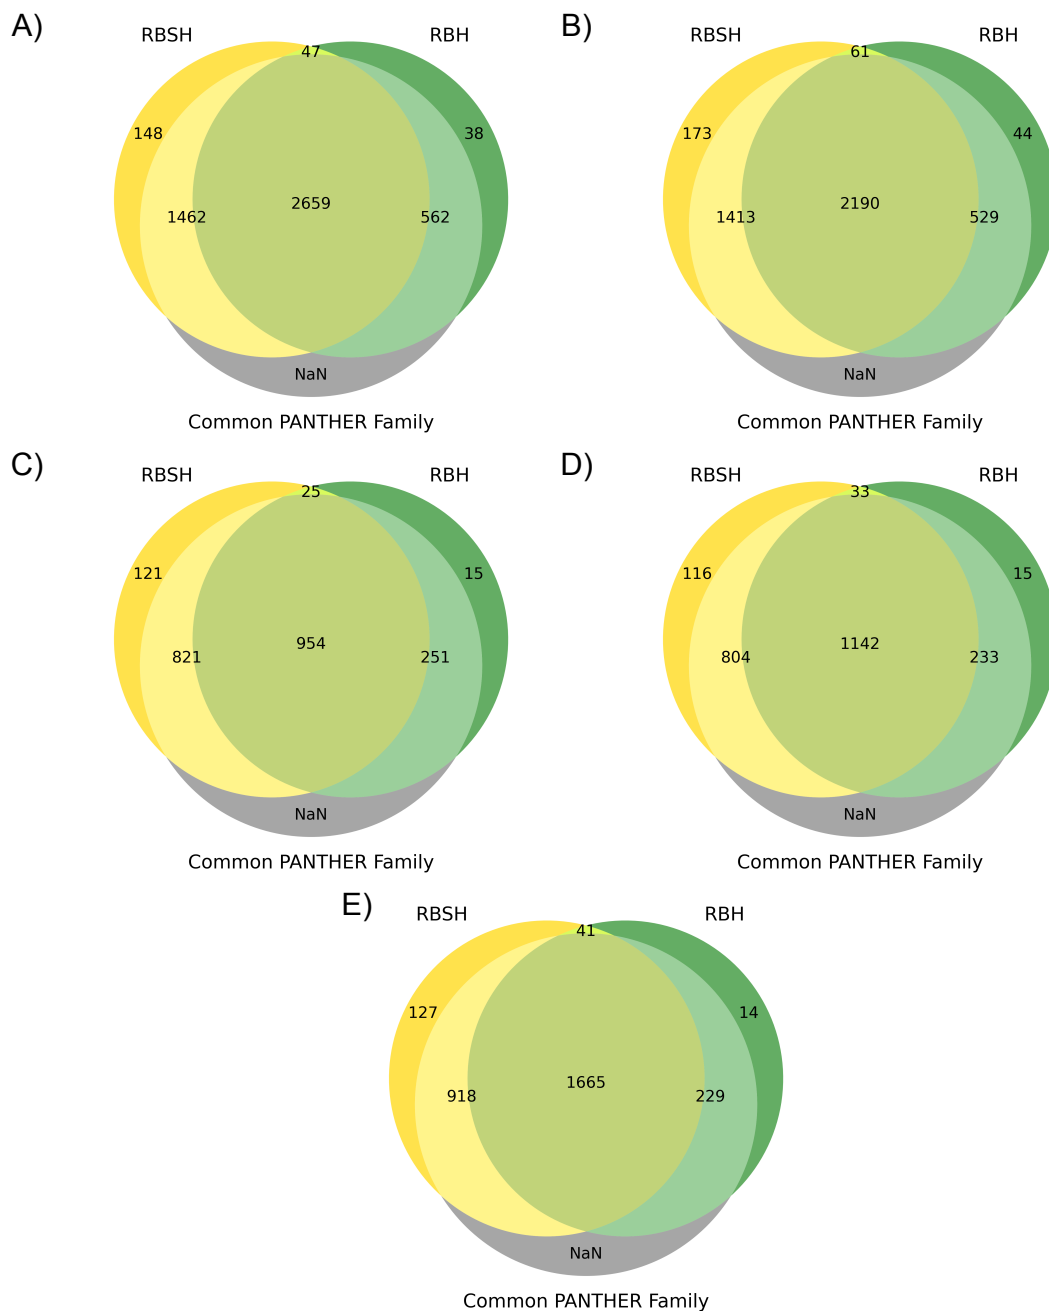 A)
RBSH
RBH
47
148
38
1462
2659
562
NaN
Common PANTHER Family
B)
RBSH
RBH
61
173
44
1413
2190
529
NaN
Common PANTHER Family
C)
RBSH
RBH
25
121
15
821
954
251
NaN
Common PANTHER Family
D)
RBSH
RBH
33
116
15
804
1142
233
NaN
Common PANTHER Family
E)
RBSH
RBH
41
127
14
918
1665
229
NaN
Common PANTHER Family